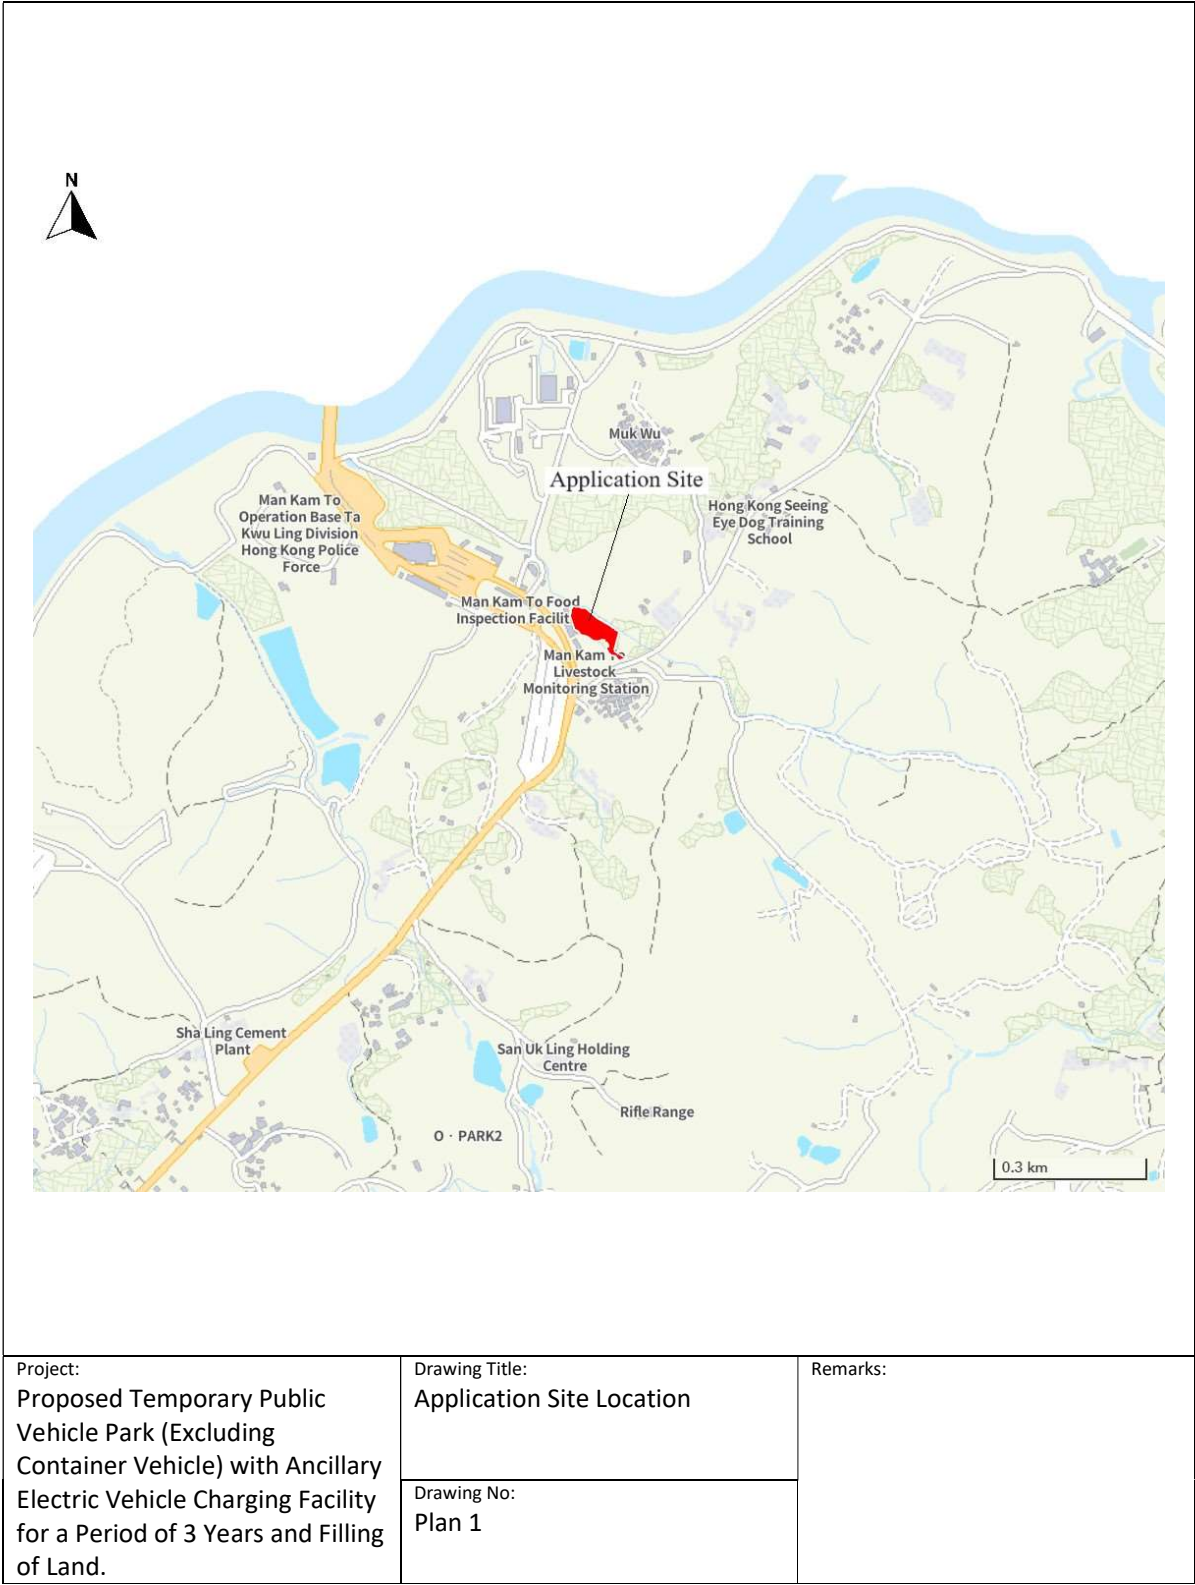 N
Muk Wu
Application Site
Man Kam To
Operation Base Ta
Kwu Ling Division
Hong Kong Police
Force
Hong Kong Seeing
Eye Dog Training
School
Man Kam To Food
Inspection Facilit
Man Kam To
Livestock
Monitoring Station
Sha Ling Cement
Plant
San Uk Ling Holding
Centre
Rifle Range
O · PARK2
0.3 km
Project:
Proposed Temporary Public
Vehicle Park (Excluding
Container Vehicle) with Ancillary
Electric Vehicle Charging Facility
for a Period of 3 Years and Filling
of Land.
Drawing Title:
Application Site Location
Drawing No:
Plan 1
Remarks: